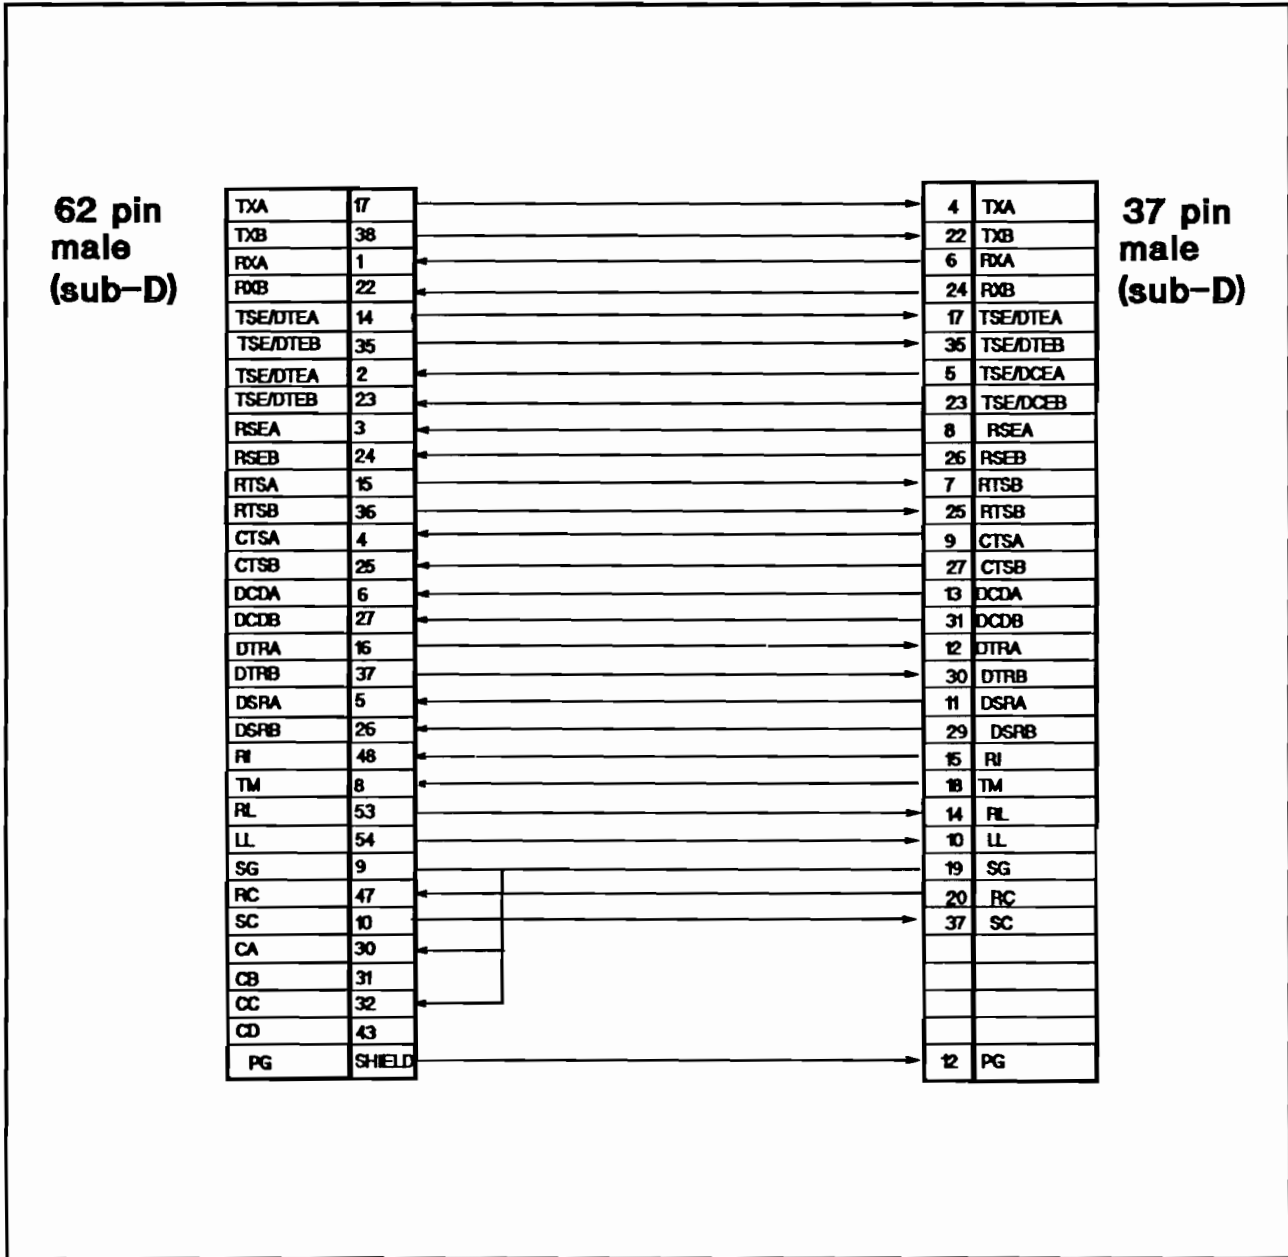 62 pin
male
(sub-D)
37 pin
male
(sub-D)
TXA 17 4 TXA
TXB 38 22 TXB
RXA 1 6 RXA
RXB 22 24 RXB
TSE/DTEA 14 17 TSE/DTEA
TSE/DTEB 35 35 TSE/DTEB
TSE/DTEA 2 5 TSE/DCEA
TSE/DTEB 23 23 TSE/DCEB
RSEA 3 8 RSEA
RSEB 24 26 RSEB
RTSA 15 7 RTSB
RTSB 36 25 RTSB
CTSA 4 9 CTSA
CTSB 25 27 CTSB
DCDA 6 13 DCDA
DCDB 27 31 DCDB
DTRA 16 12 DTRA
DTRB 37 30 DTRB
DSRA 5 11 DSRA
DSRB 26 29 DSRB
RI 48 15 RI
TM 8 18 TM
RL 53 14 RL
LL 54 10 LL
SG 9 19 SG
RC 47 20 RC
SC 10 37 SC
CA 30
CB 31
CC 32
CD 43
PG SHIELD 12 PG